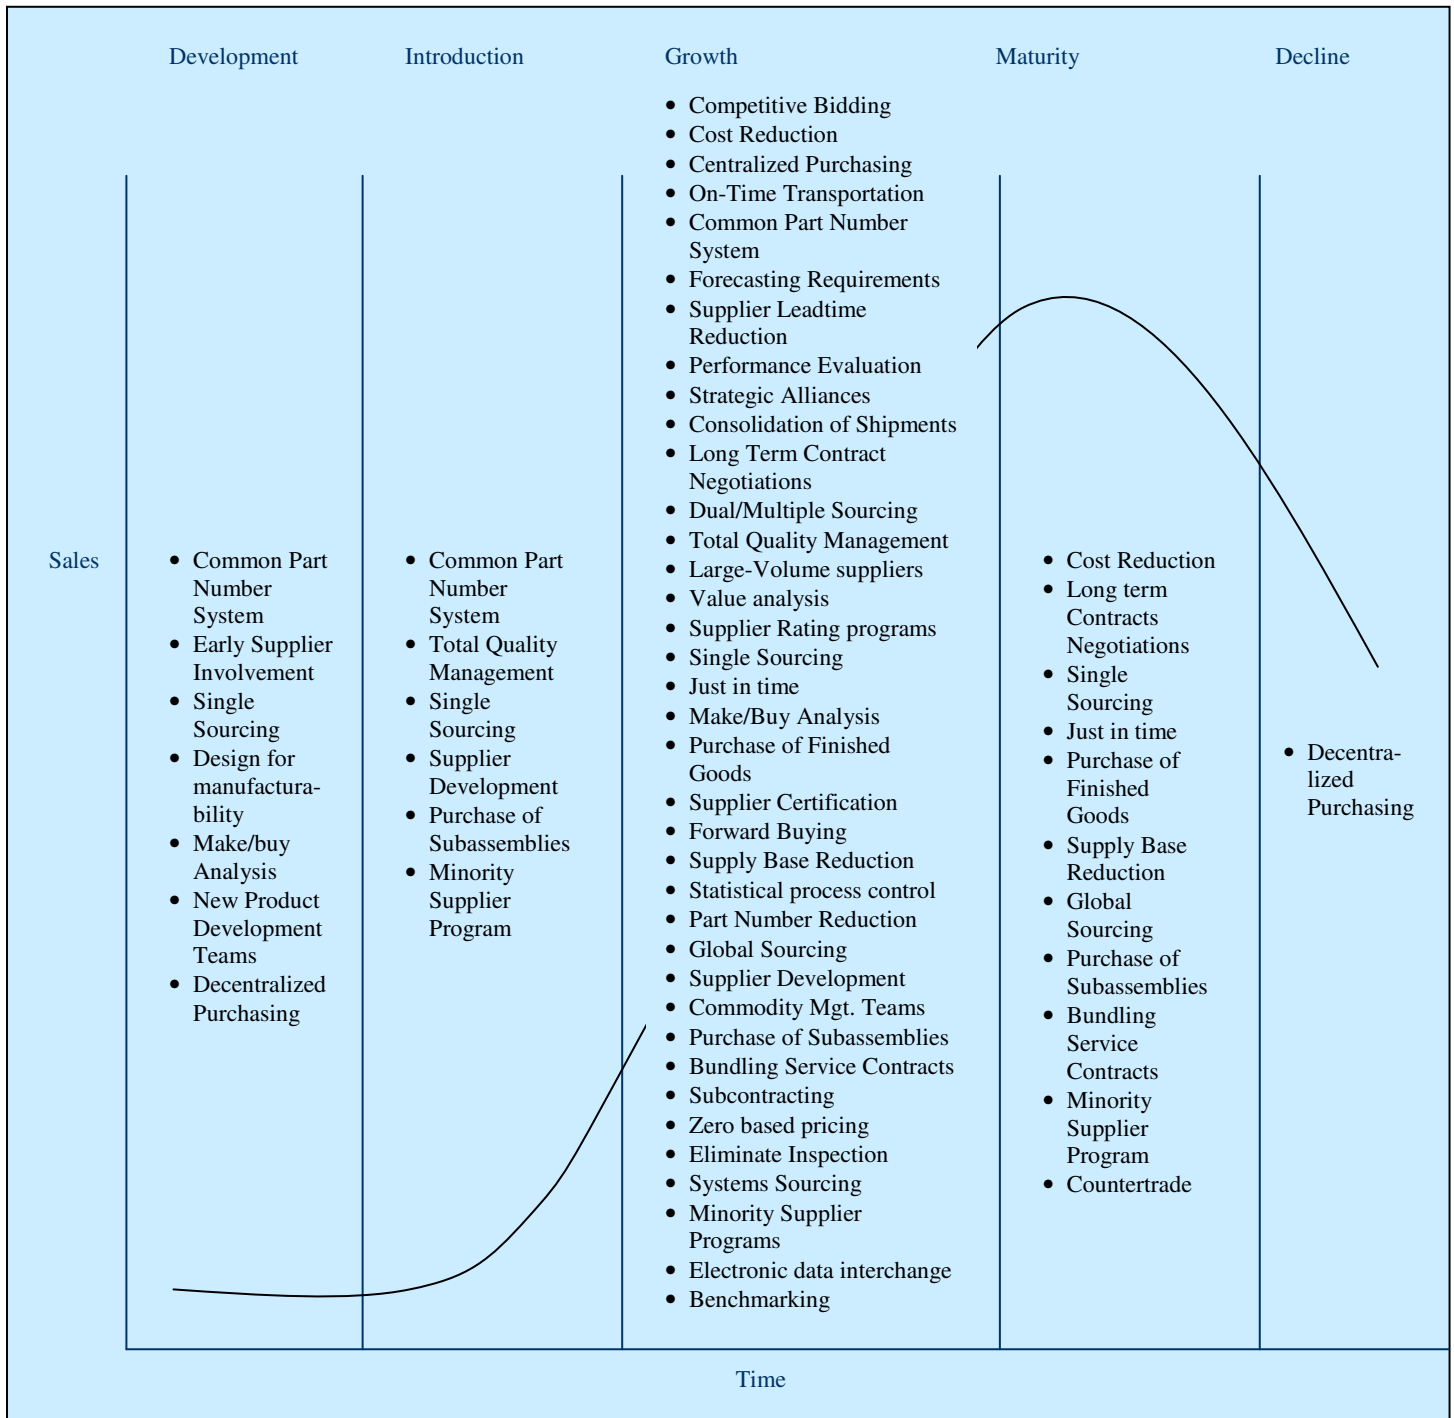 Development
Introduction
Growth
Maturity
Decline
Sales
• Common Part
Number
System
• Early Supplier
Involvement
• Single
Sourcing
• Design for
manufactura-
bility
• Make/buy
Analysis
• New Product
Development
Teams
• Decentralized
Purchasing
• Common Part
Number
System
• Total Quality
Management
• Single
Sourcing
• Supplier
Development
• Purchase of
Subassemblies
• Minority
Supplier
Program
• Competitive Bidding
• Cost Reduction
• Centralized Purchasing
• On-Time Transportation
• Common Part Number
System
• Forecasting Requirements
• Supplier Leadtime
Reduction
• Performance Evaluation
• Strategic Alliances
• Consolidation of Shipments
• Long Term Contract
Negotiations
• Dual/Multiple Sourcing
• Total Quality Management
• Large-Volume suppliers
• Value analysis
• Supplier Rating programs
• Single Sourcing
• Just in time
• Make/Buy Analysis
• Purchase of Finished
Goods
• Supplier Certification
• Forward Buying
• Supply Base Reduction
• Statistical process control
• Part Number Reduction
• Global Sourcing
• Supplier Development
• Commodity Mgt. Teams
• Purchase of Subassemblies
• Bundling Service Contracts
• Subcontracting
• Zero based pricing
• Eliminate Inspection
• Systems Sourcing
• Minority Supplier
Programs
• Electronic data interchange
• Benchmarking
• Cost Reduction
• Long term
Contracts
Negotiations
• Single
Sourcing
• Just in time
• Purchase of
Finished
Goods
• Supply Base
Reduction
• Global
Sourcing
• Purchase of
Subassemblies
• Bundling
Service
Contracts
• Minority
Supplier
Program
• Countertrade
• Decentra-
lized
Purchasing
Time